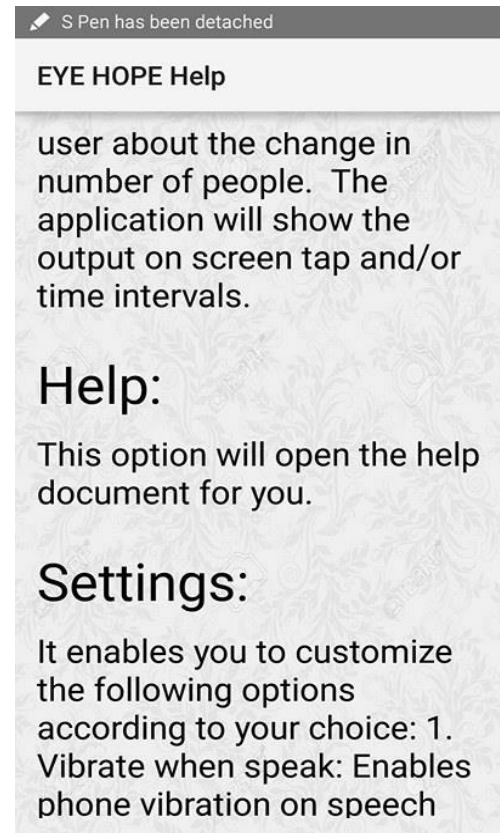 S Pen has been detached
EYE HOPE Help
user about the change in
number of people.  The
application will show the
output on screen tap and/or
time intervals.
Help:
This option will open the help
document for you.
Settings:
It enables you to customize
the following options
according to your choice: 1.
Vibrate when speak: Enables
phone vibration on speech